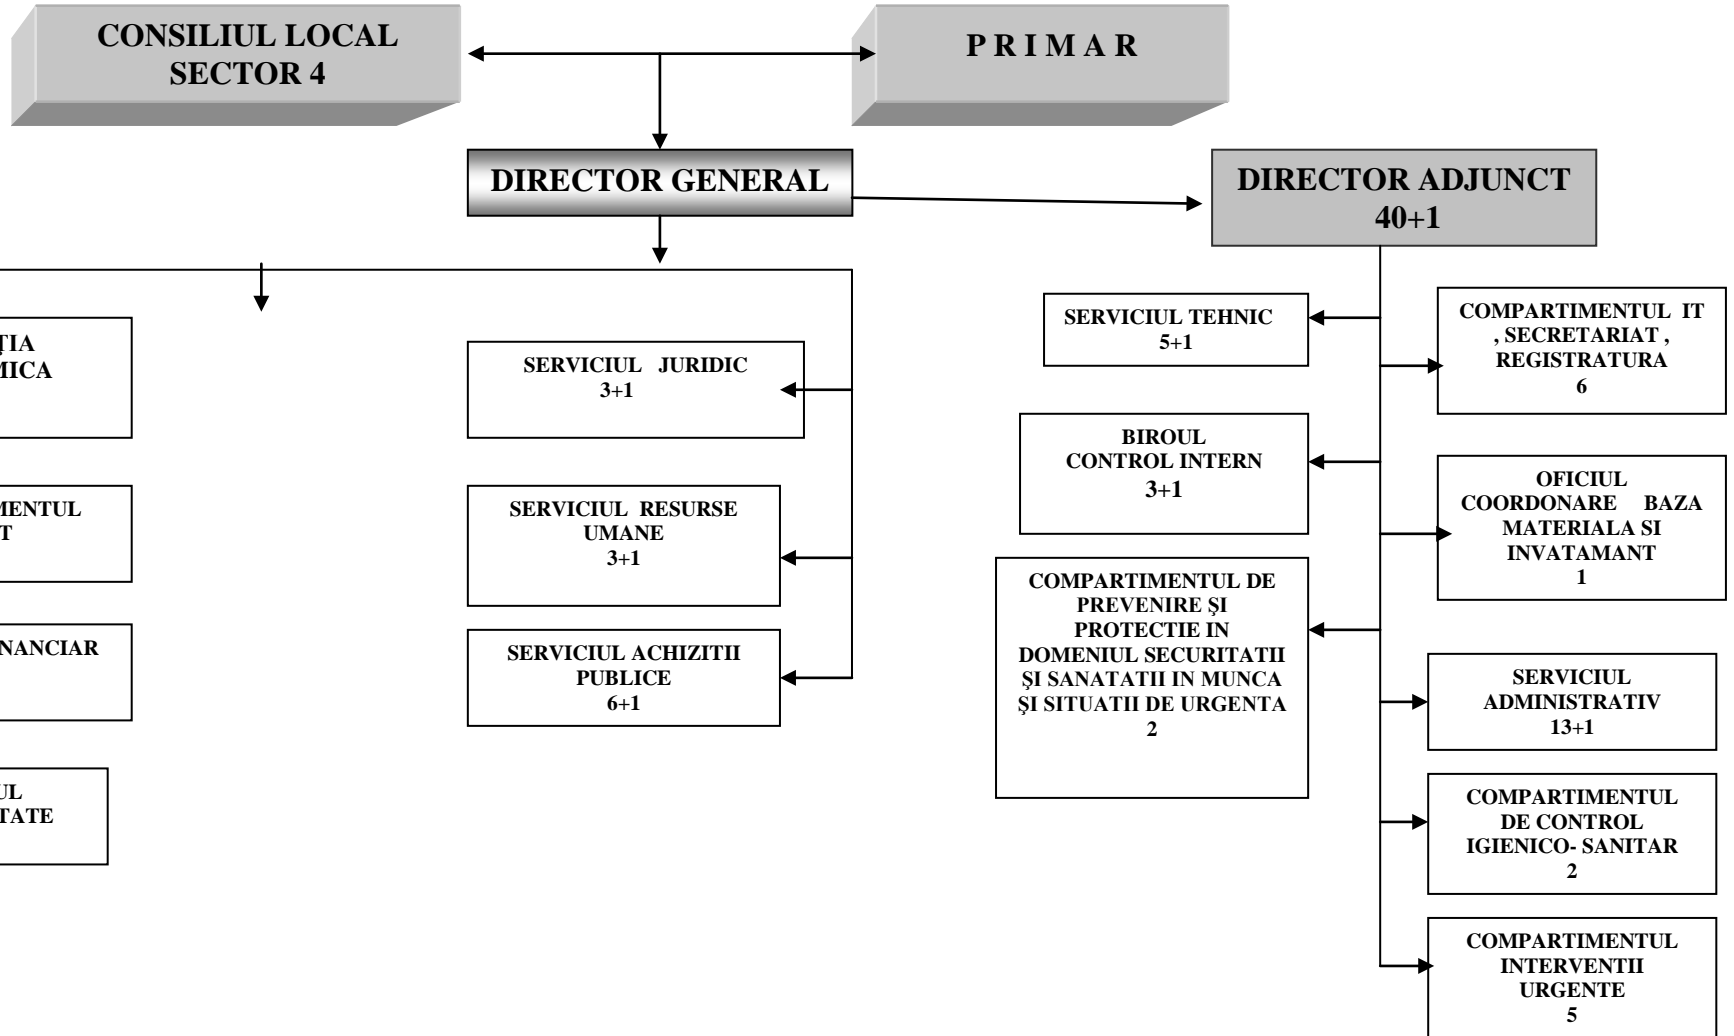 CONSILIUL LOCAL
SECTOR 4
P R I M A R
DIRECTOR GENERAL
DIRECTOR ADJUNCT
40+1
ŢIA
MICA
MENTUL
T
NANCIAR
UL
TATE
SERVICIUL JURIDIC
3+1
SERVICIUL RESURSE
UMANE
3+1
SERVICIUL ACHIZITII
PUBLICE
6+1
SERVICIUL TEHNIC
5+1
BIROUL
CONTROL INTERN
3+1
COMPARTIMENTUL DE
PREVENIRE ŞI
PROTECTIE IN
DOMENIUL SECURITATII
ŞI SANATATII IN MUNCA
ŞI SITUATII DE URGENTA
2
COMPARTIMENTUL IT
, SECRETARIAT ,
REGISTRATURA
6
OFICIUL
COORDONARE BAZA
MATERIALA SI
INVATAMANT
1
SERVICIUL
ADMINISTRATIV
13+1
COMPARTIMENTUL
DE CONTROL
IGIENICO- SANITAR
2
COMPARTIMENTUL
INTERVENTII
URGENTE
5